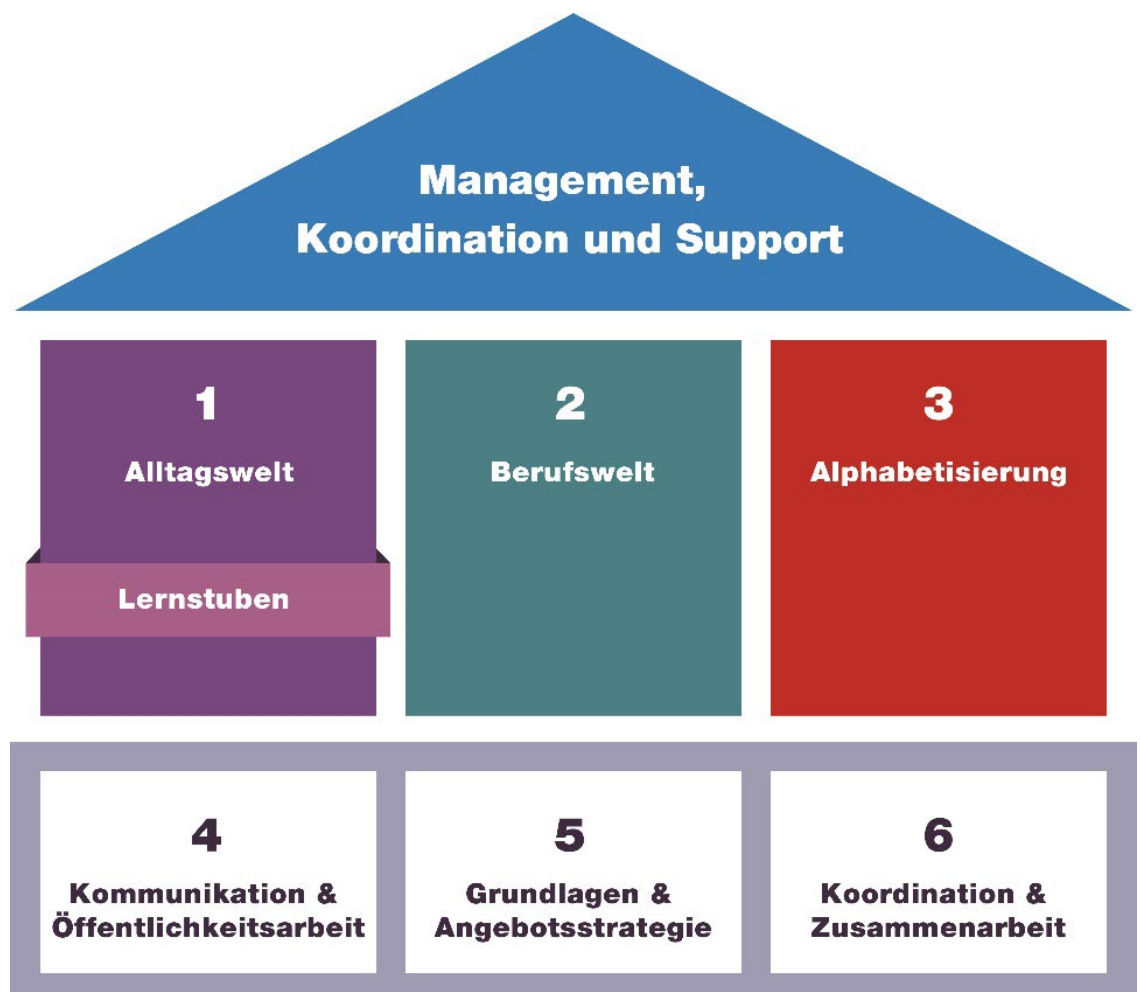 Management,
Koordination und Support
1
Alltagswelt
Lernstuben
2
Berufswelt
3
Alphabetisierung
4
Kommunikation &
Öffentlichkeitsarbeit
5
Grundlagen &
Angebotsstrategie
6
Koordination &
Zusammenarbeit